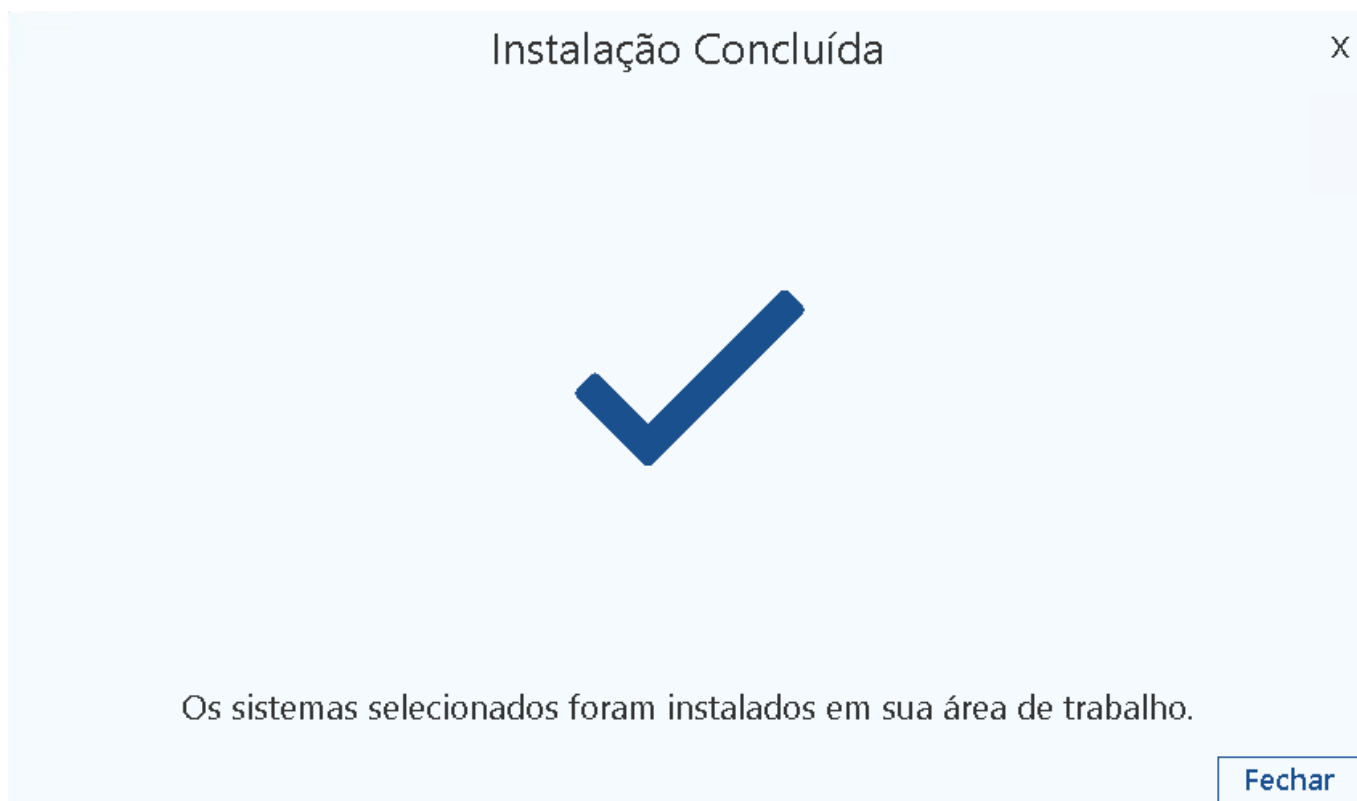 Instalação Concluída
X
Os sistemas selecionados foram instalados em sua área de trabalho.
Fechar